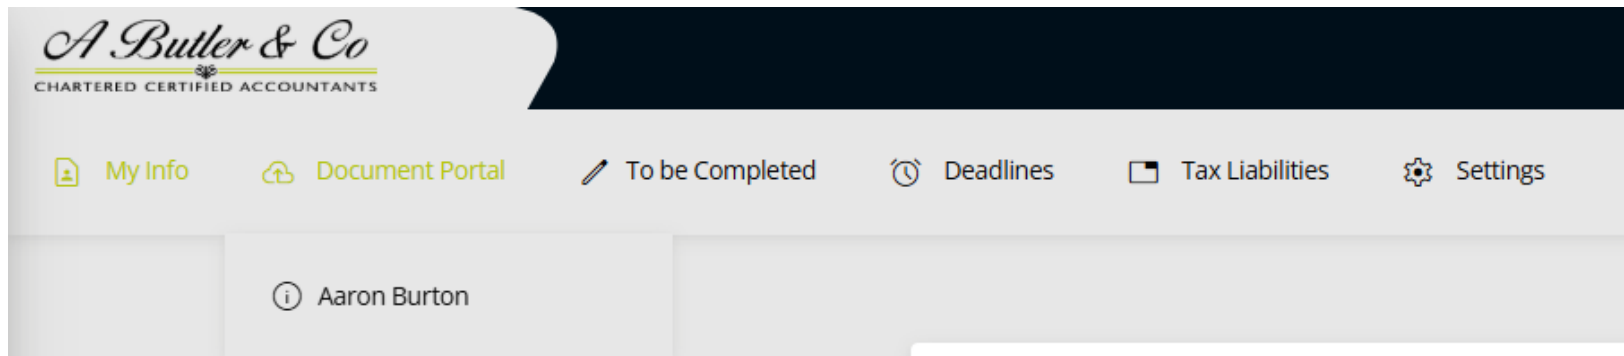 A Butler & Co
CHARTERED CERTIFIED ACCOUNTANTS
My Info Document Portal To be Completed Deadlines Tax Liabilities Settings
Aaron Burton